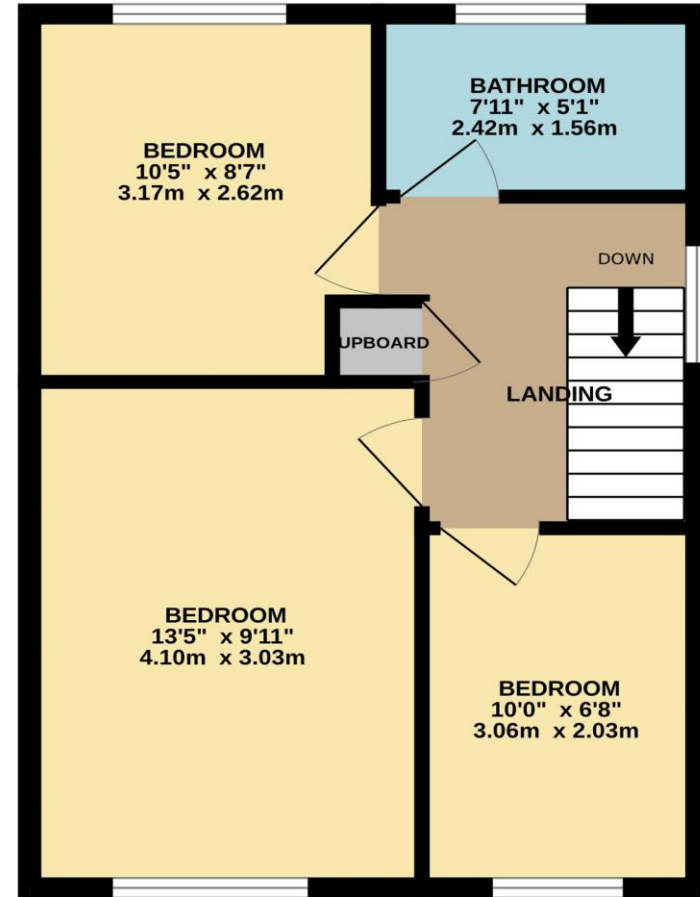 BATHROOM
7'11" x 5'1"
2.42m x 1.56m
BEDROOM
10'5" x 8'7"
3.17m x 2.62m
DOWN
UPBOARD
LANDING
BEDROOM
13'5" x 9'11"
4.10m x 3.03m
BEDROOM
10'0" x 6'8"
3.06m x 2.03m